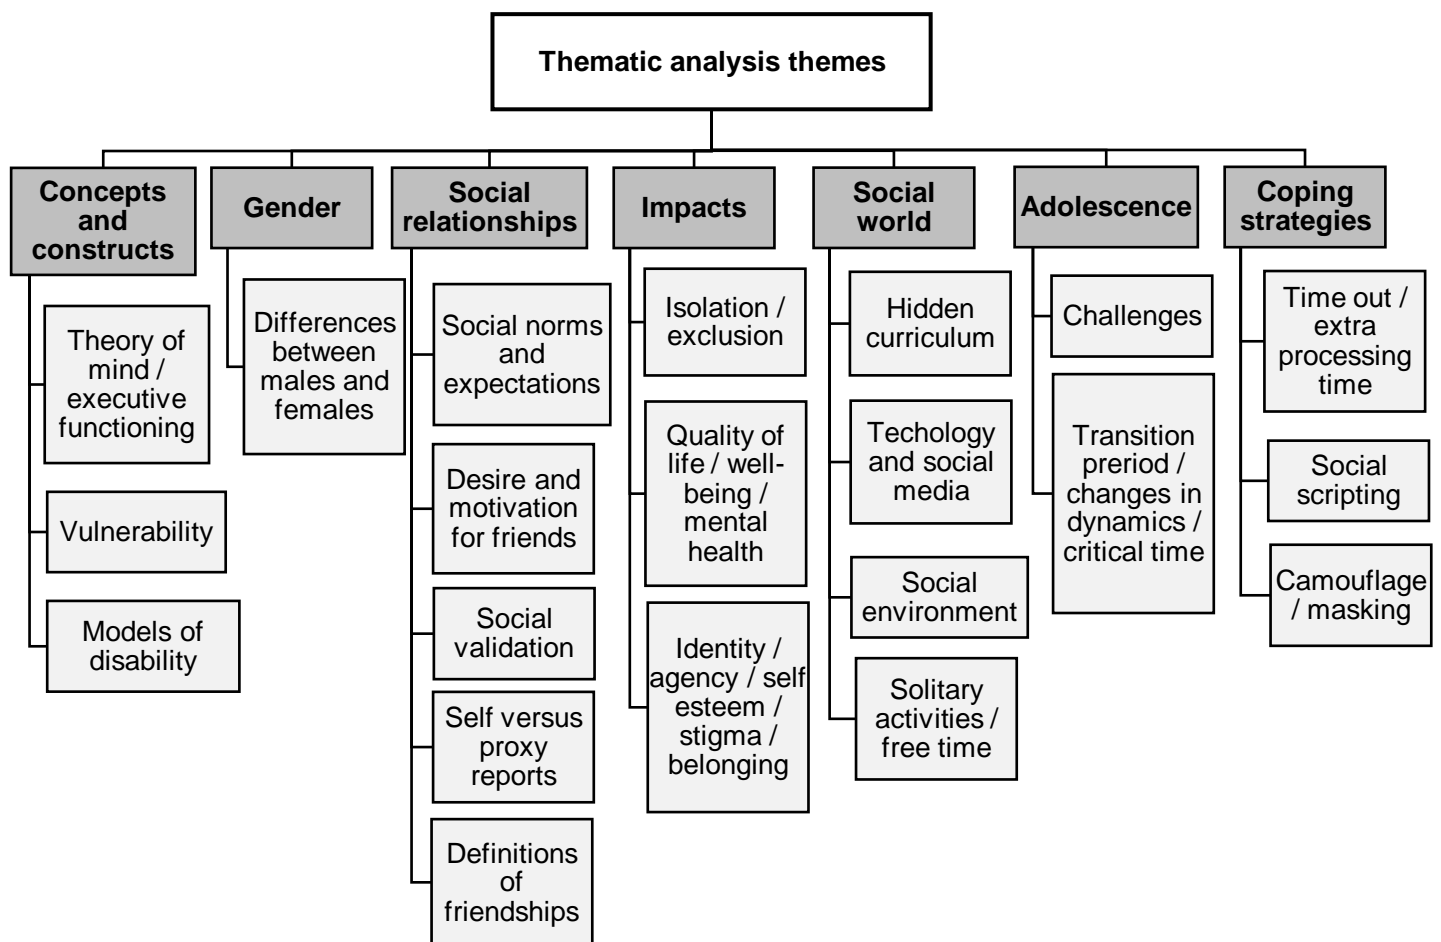 Thematic analysis themes
Concepts
and
constructs
Theory of
mind /
executive
functioning
Vulnerability
Models of
disability
Gender
Differences
between
males and
females
Social
relationships
Social norms
and
expectations
Desire and
motivation
for friends
Social
validation
Self versus
proxy
reports
Definitions
of
friendships
Impacts
Isolation /
exclusion
Quality of
life / well-
being /
mental
health
Identity /
agency / self
esteem /
stigma /
belonging
Social
world
Hidden
curriculum
Techology
and social
media
Social
environment
Solitary
activities /
free time
Adolescence
Challenges
Transition
preriod /
changes in
dynamics /
critical time
Coping
strategies
Time out /
extra
processing
time
Social
scripting
Camouflage
/ masking